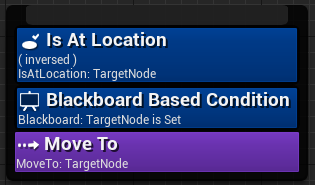 Is At Location
( inversed )
IsAtLocation: TargetNode
Blackboard Based Condition
Blackboard: TargetNode is Set
Move To
MoveTo: TargetNode